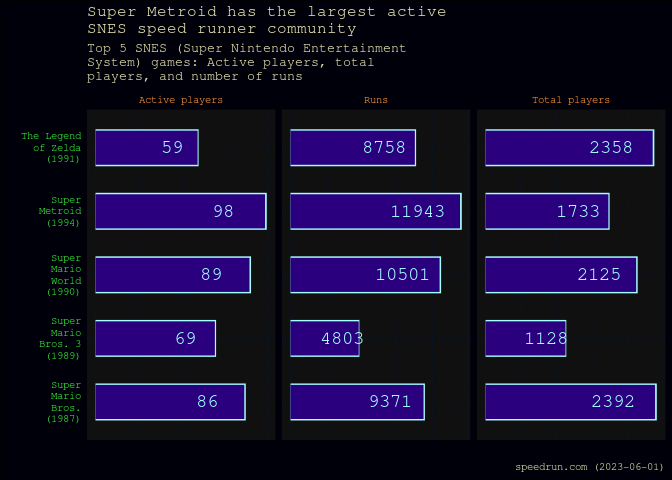 Super Metroid has the largest active
SNES speed runner community
Top 5 SNES (Super Nintendo Entertainment
System) games: Active players, total
players, and number of runs
Active players
Runs
Total players
The Legend
of Zelda
(1991)
59
8758
2358
Super
Metroid
(1994)
98
11943
1733
Super
Mario
World
(1990)
89
10501
2125
Super
Mario
Bros. 3
(1989)
69
4803
1128
Super
Mario
Bros.
(1987)
86
9371
2392
speedrun.com (2023-06-01)